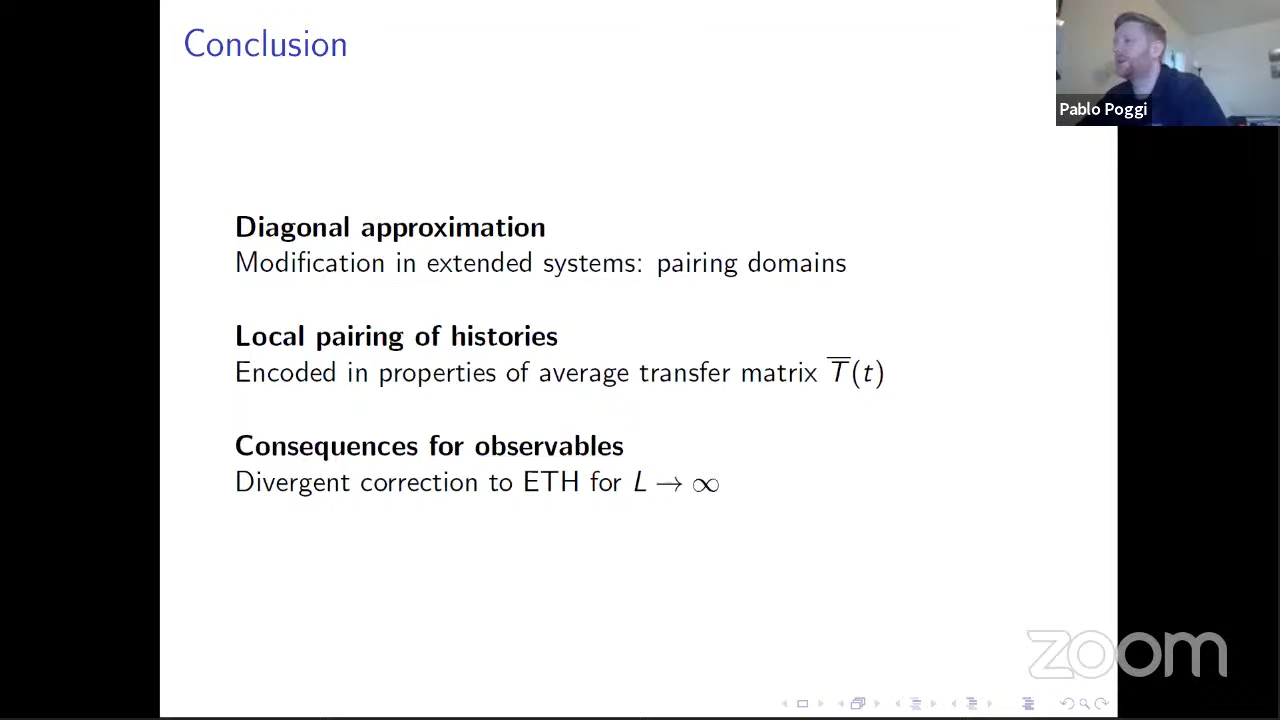 Conclusion
Pablo Poggi
Diagonal approximation
Modification in extended systems: pairing domains
Local pairing of histories
Encoded in properties of average transfer matrix T̅(t)
Consequences for observables
Divergent correction to ETH for L → ∞
zoom